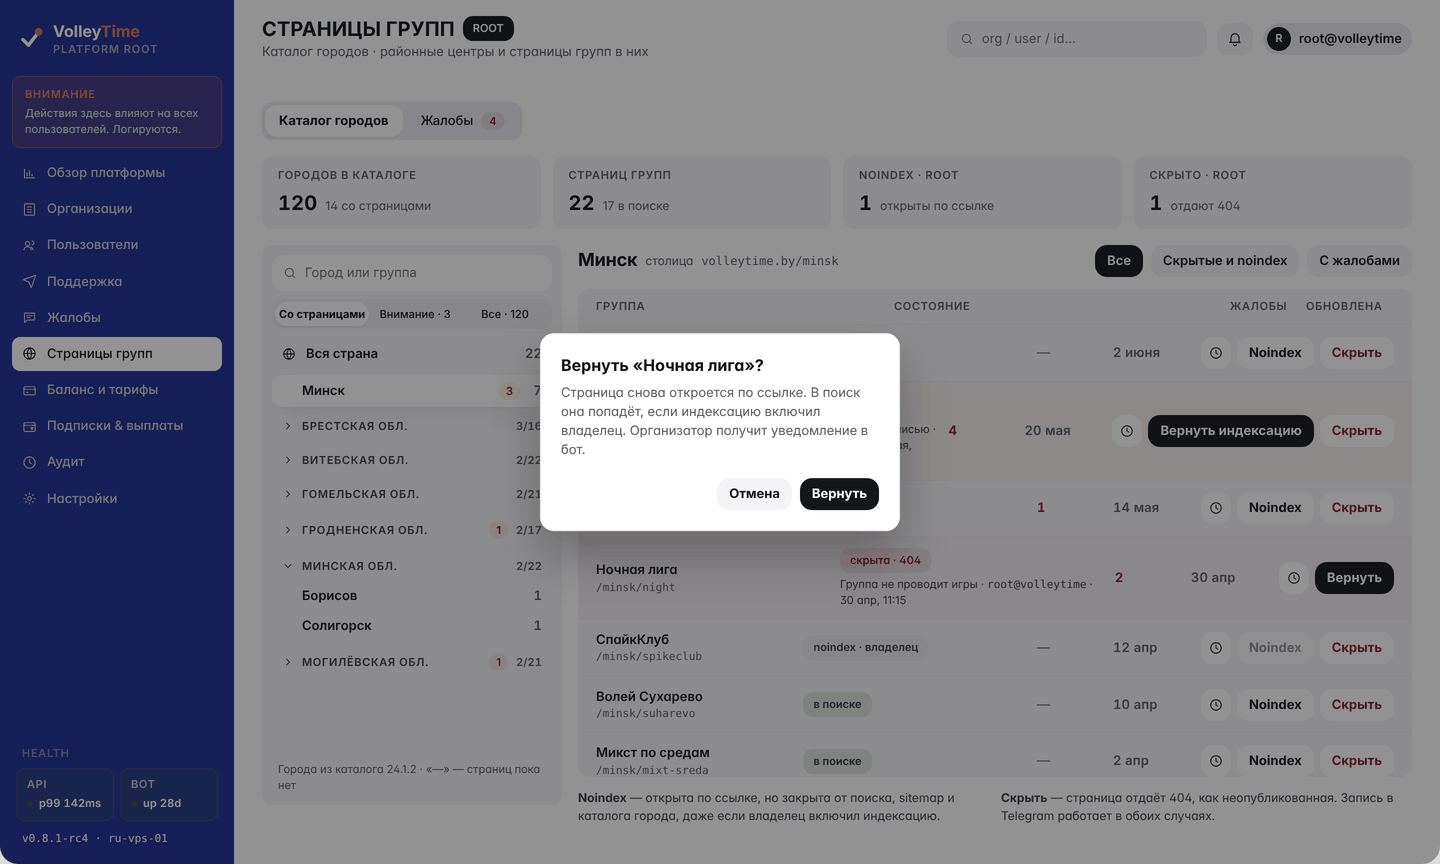 VolleyTime
PLATFORM ROOT
ВНИМАНИЕ
Действия здесь влияют на всех
пользователей. Логируются.
Обзор платформы
Организации
Пользователи
Поддержка
Жалобы
Страницы групп
Баланс и тарифы
Подписки & выплаты
Аудит
Настройки
HEALTH
API
p99 142ms
BOT
up 28d
v0.8.1-rc4 · ru-vps-01
СТРАНИЦЫ ГРУПП ROOT
Каталог городов · районные центры и страницы групп в них
org / user / id...
R root@volleytime
Каталог городов
Жалобы 4
ГОРОДОВ В КАТАЛОГЕ
120 14 со страницами
СТРАНИЦ ГРУПП
22 17 в поиске
NOINDEX · ROOT
1 открыты по ссылке
СКРЫТО · ROOT
1 отдают 404
Город или группа
Со страницами Внимание · 3 Все · 120
Вся страна 22
Минск 3 7
БРЕСТСКАЯ ОБЛ. 3/16
ВИТЕБСКАЯ ОБЛ. 2/22
ГОМЕЛЬСКАЯ ОБЛ. 2/21
ГРОДНЕНСКАЯ ОБЛ. 1 2/17
МИНСКАЯ ОБЛ. 2/22
Борисов 1
Солигорск 1
МОГИЛЁВСКАЯ ОБЛ. 1 2/21
Города из каталога 24.1.2 · «—» — страниц пока
нет
Минск столица volleytime.by/minsk
Все Скрытые и noindex С жалобами
ГРУППА СОСТОЯНИЕ ЖАЛОБЫ ОБНОВЛЕНА
— 2 июня Noindex Скрыть
4 20 мая Вернуть индексацию Скрыть
1 14 мая Noindex Скрыть
Вернуть «Ночная лига»?
Страница снова откроется по ссылке. В поиск
она попадёт, если индексацию включил
владелец. Организатор получит уведомление в
бот.
Отмена Вернуть
Ночная лига
/minsk/night
скрыта · 404
Группа не проводит игры · root@volleytime ·
30 апр, 11:15
2 30 апр Вернуть
СпайкКлуб
/minsk/spikeclub
noindex · владелец — 12 апр Noindex Скрыть
Волей Сухарево
/minsk/suharevo
в поиске — 10 апр Noindex Скрыть
Микст по средам
/minsk/mixt-sreda
в поиске — 2 апр Noindex Скрыть
Noindex — открыта по ссылке, но закрыта от поиска, sitemap и
каталога города, даже если владелец включил индексацию.
Скрыть — страница отдаёт 404, как неопубликованная. Запись в
Telegram работает в обоих случаях.